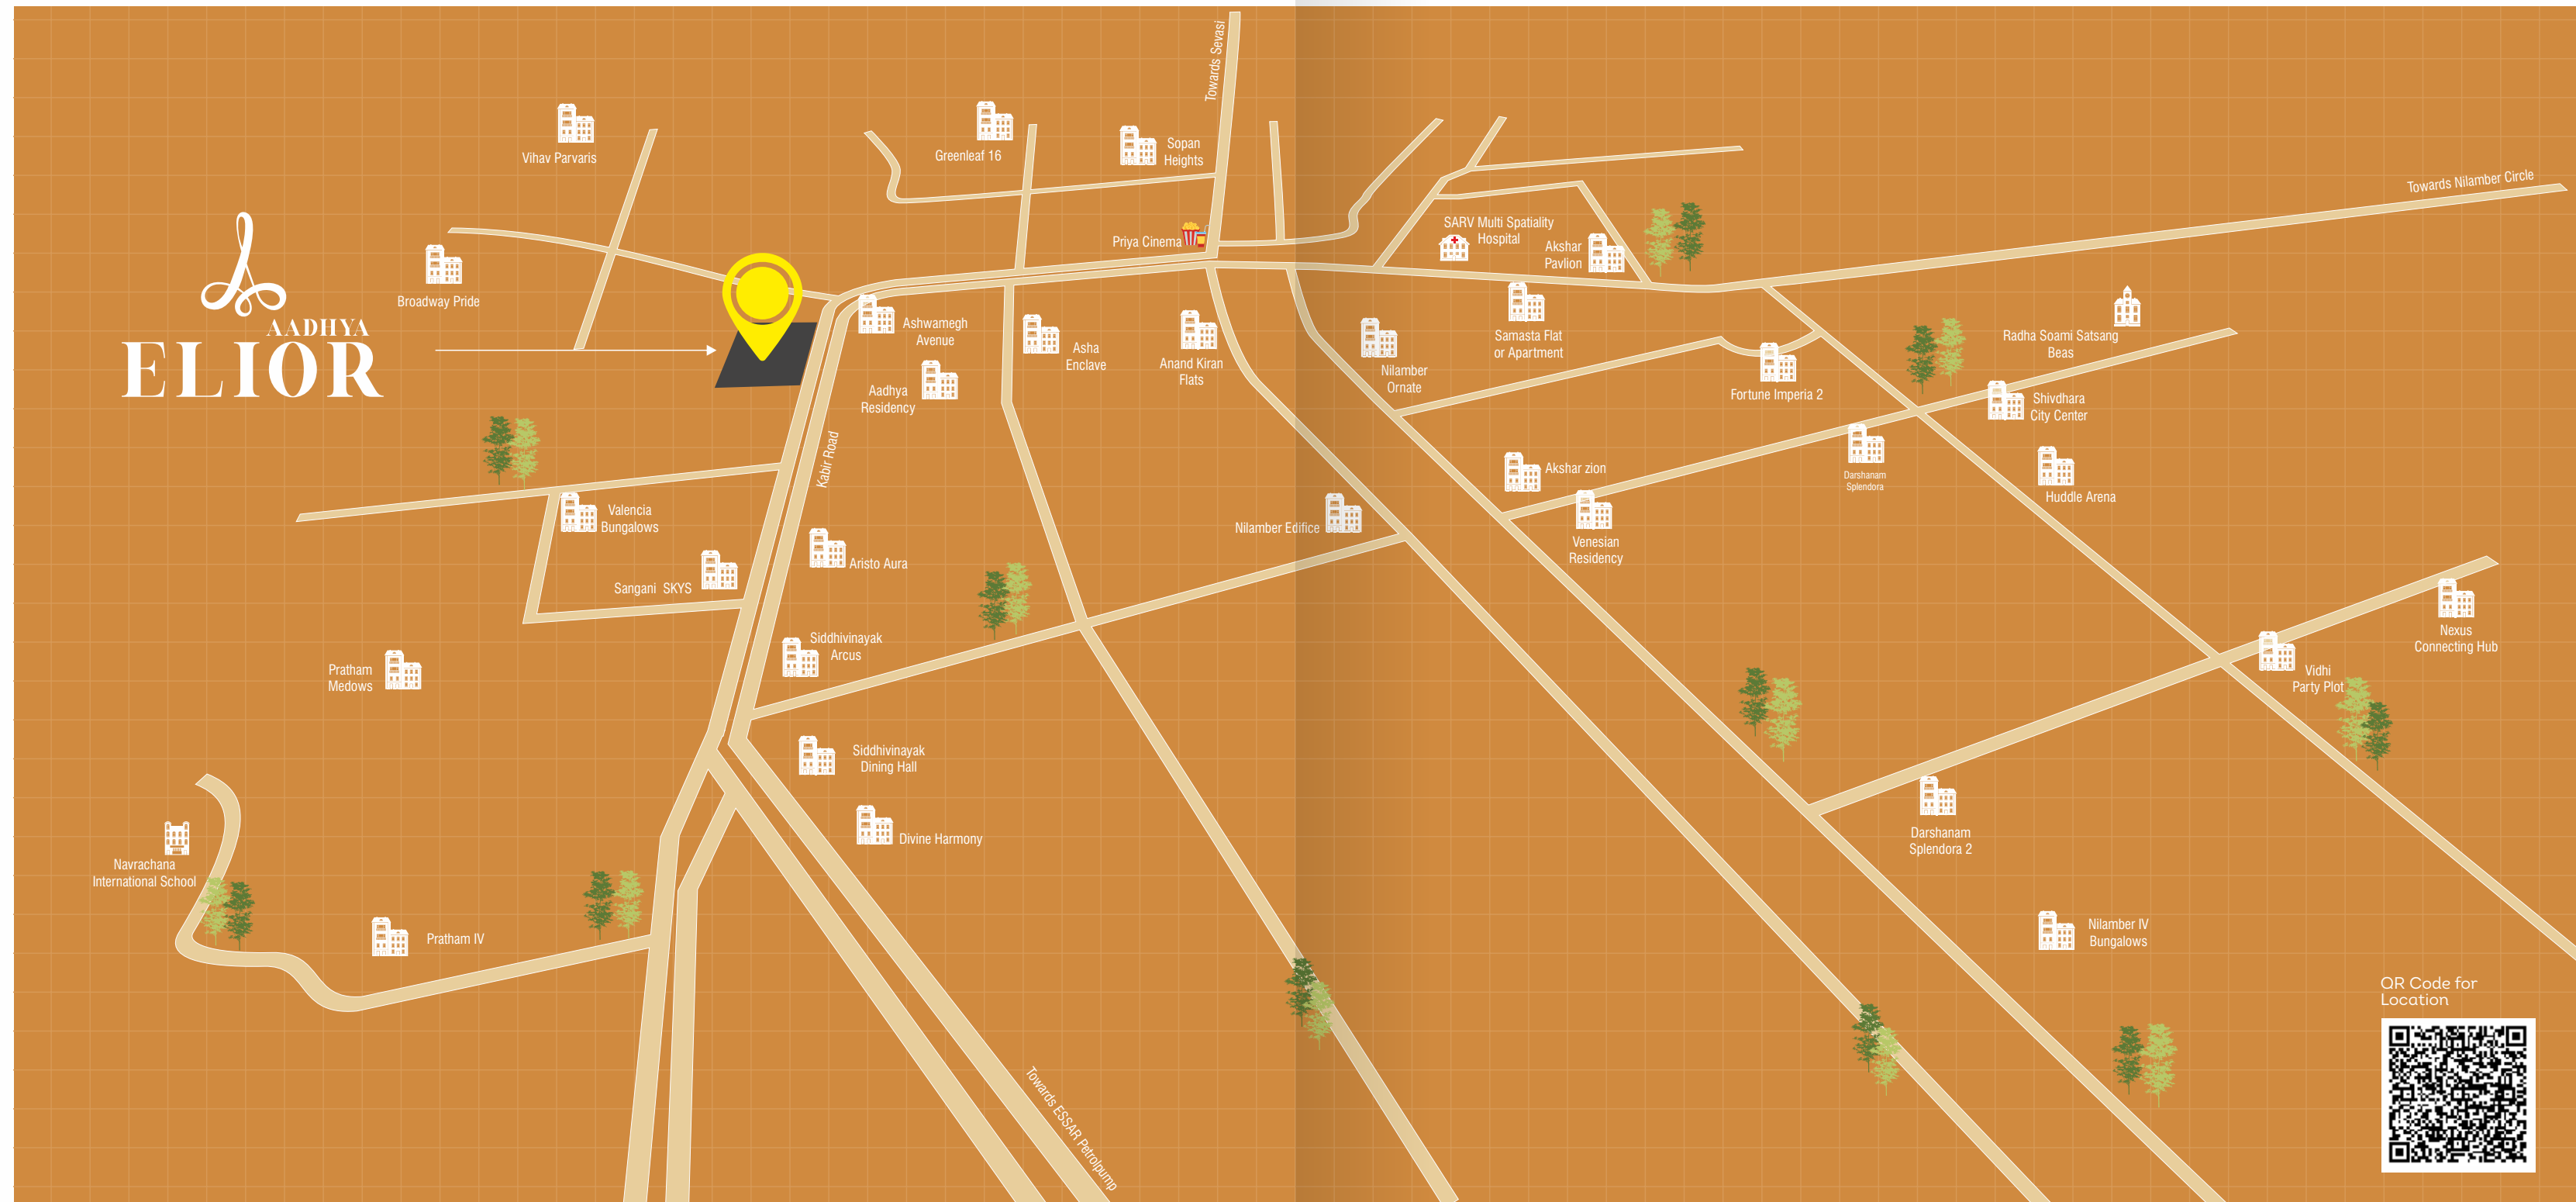 Towards Sevasi
Vihav Parvaris
Greenleaf 16
Sopan
Heights
Towards Nilamber Circle
Broadway Pride
Priya Cinema
SARV Multi Spatiality
Hospital
Akshar
Pavlion
AADHYA
ELIOR
Ashwamegh
Avenue
Asha
Enclave
Anand Kiran
Flats
Nilamber
Ornate
Samasta Flat
or Apartment
Fortune Imperia 2
Radha Soami Satsang
Beas
Aadhya
Residency
Shivdhara
City Center
Kabir Road
Akshar zion
Darshanam
Splendora
Huddle Arena
Valencia
Bungalows
Nilamber Edifice
Venesian
Residency
Aristo Aura
Sangani SKYS
Siddhivinayak
Arcus
Nexus
Connecting Hub
Pratham
Medows
Vidhi
Party Plot
Siddhivinayak
Dining Hall
Divine Harmony
Darshanam
Splendora 2
Navrachana
International School
Pratham IV
Nilamber IV
Bungalows
QR Code for
Location
Towards ESSAR Petrolpump